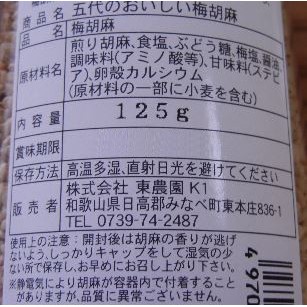 商品名 五代のおいしい梅胡麻
品名 梅胡麻
原材料名 煎り胡麻、食塩、ぶどう糖、梅塩、醤油
調味料(アミノ酸等)、甘味料(ステビ
ア)、卵殻カルシウム
(原材料の一部に小麦を含む)
内容量 125g
賞味期限
保存方法 高温多湿、直射日光を避けてください
販売者 株式会社 東農園 K1
和歌山県日高郡みなべ町東本庄836-1
TEL 0739-74-2487
使用上の注意:開封後は胡麻の香りが逃げ
ないよう、しっかりキャップをして湿気の少
ない所で保存し、お早めにお召し上がり下さい。
※静電気により胡麻が容器内で付着すること
がありますが、品質に異常ございません。
4 970